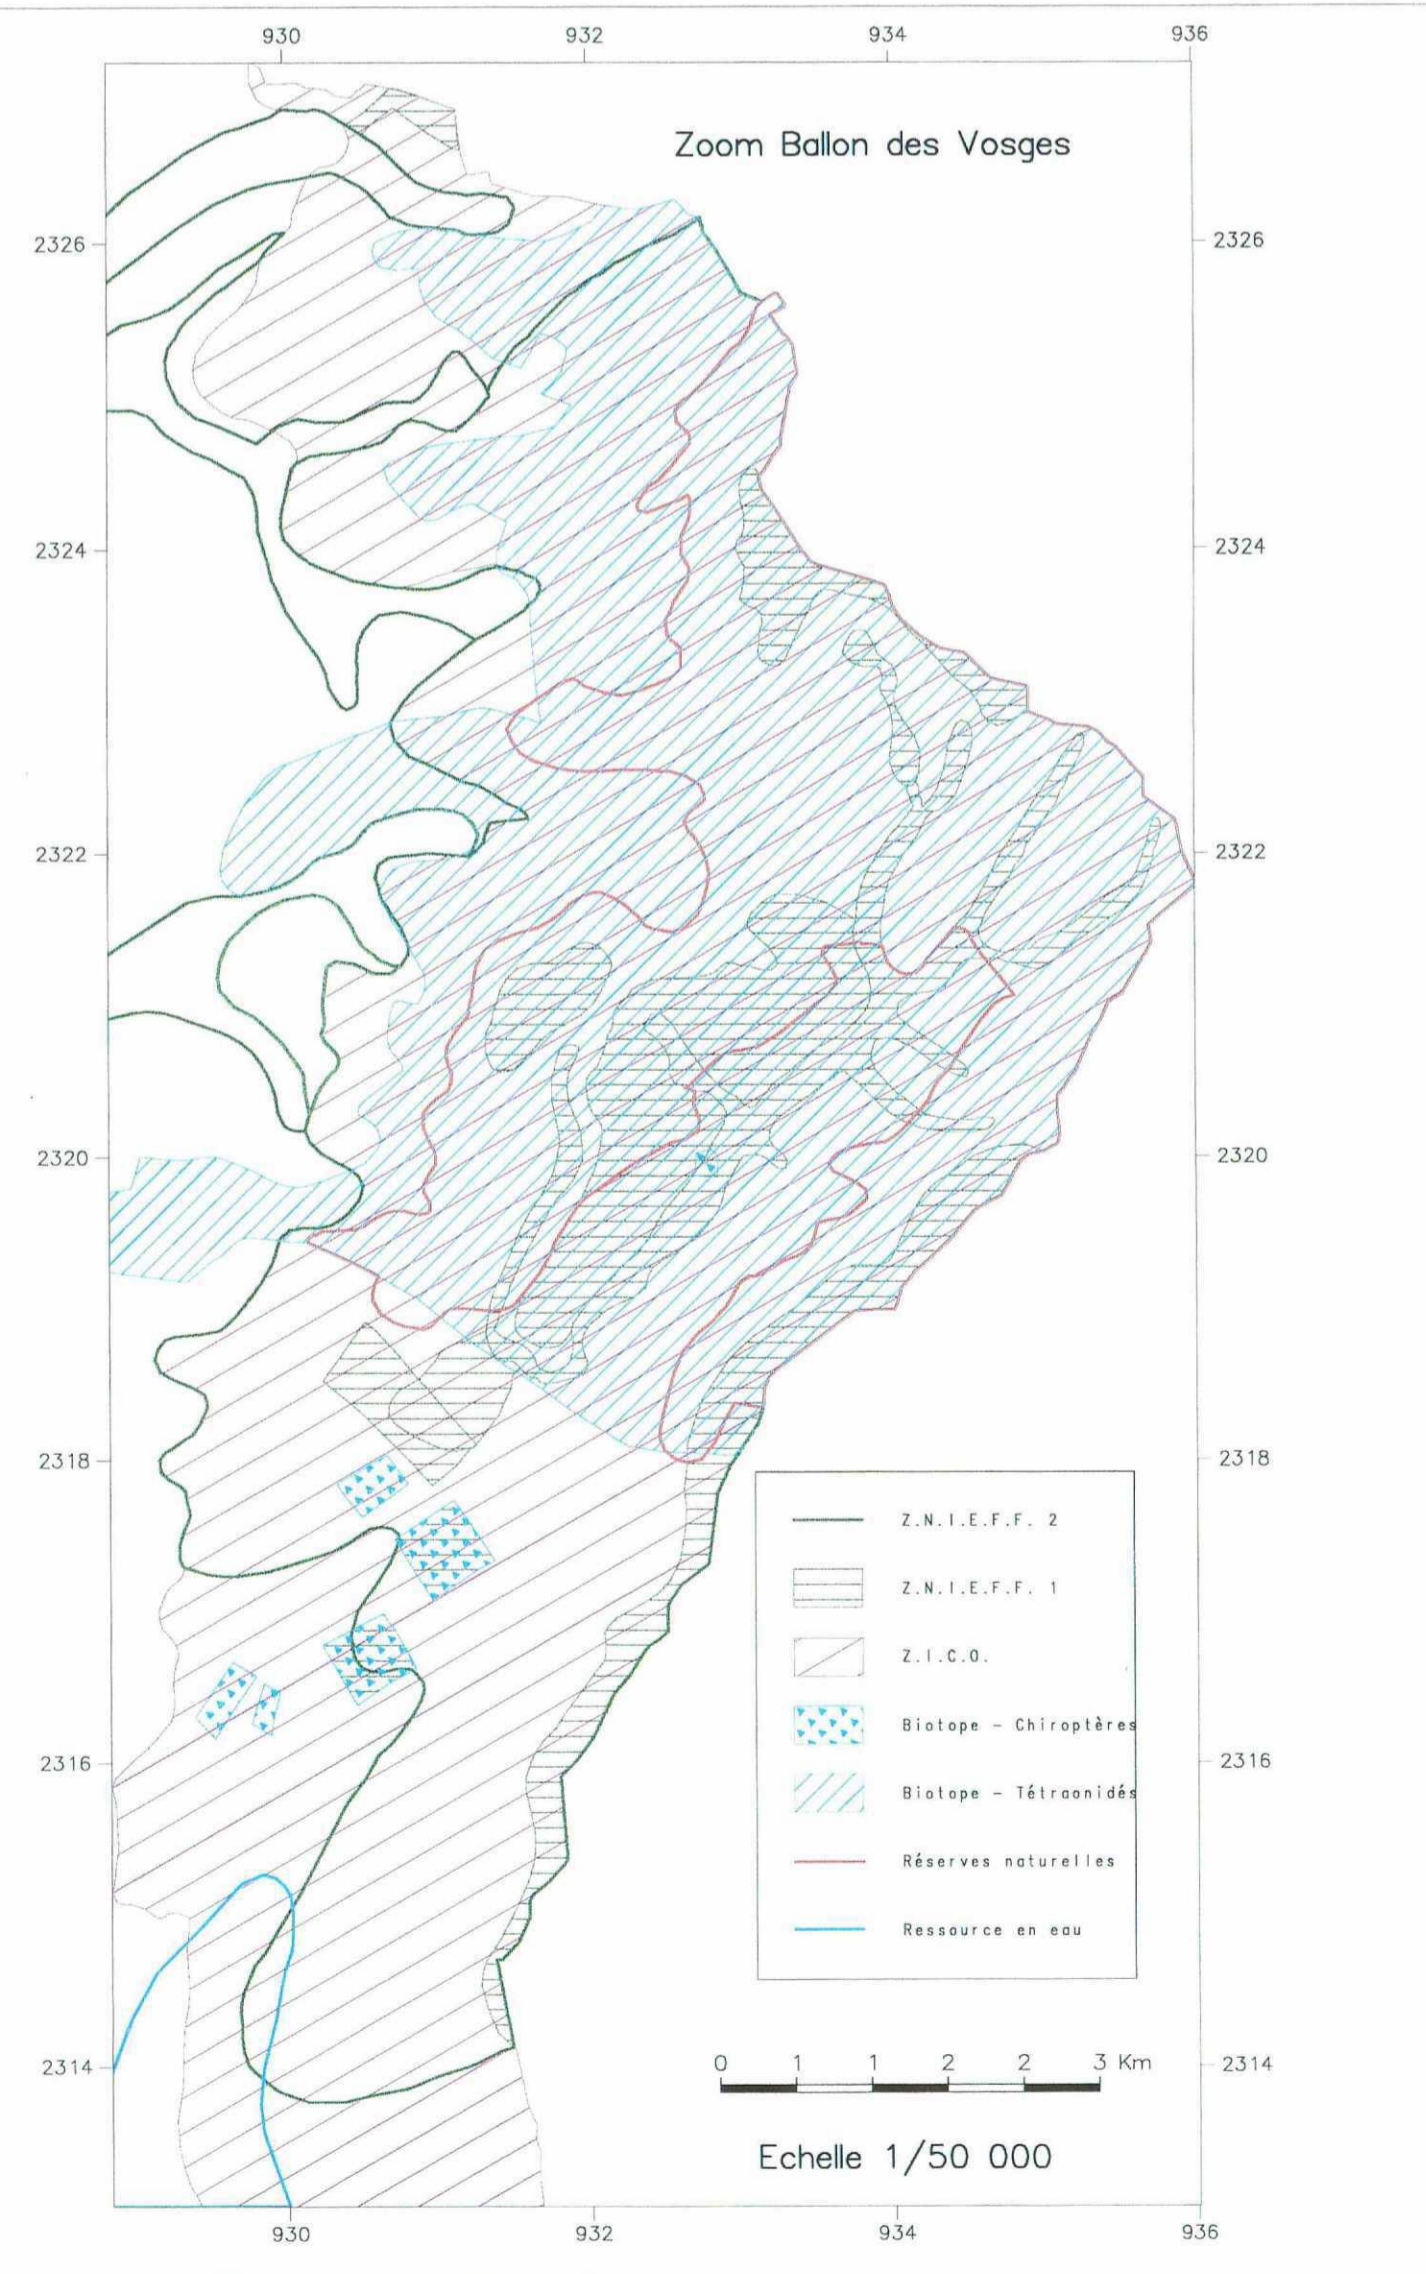 930 932 934 936
Zoom Ballon des Vosges
2326 2326
2324 2324
2322 2322
2320 2320
2318 2318
Z.N.I.E.F.F. 2
Z.N.I.E.F.F. 1
Z.I.C.O.
Biotope - Chiroptères
2316 2316
Biotope - Tétraonidés
Réserves naturelles
Ressource en eau
0 1 1 2 2 3 Km
2314 2314
Echelle 1/50 000
930 932 934 936